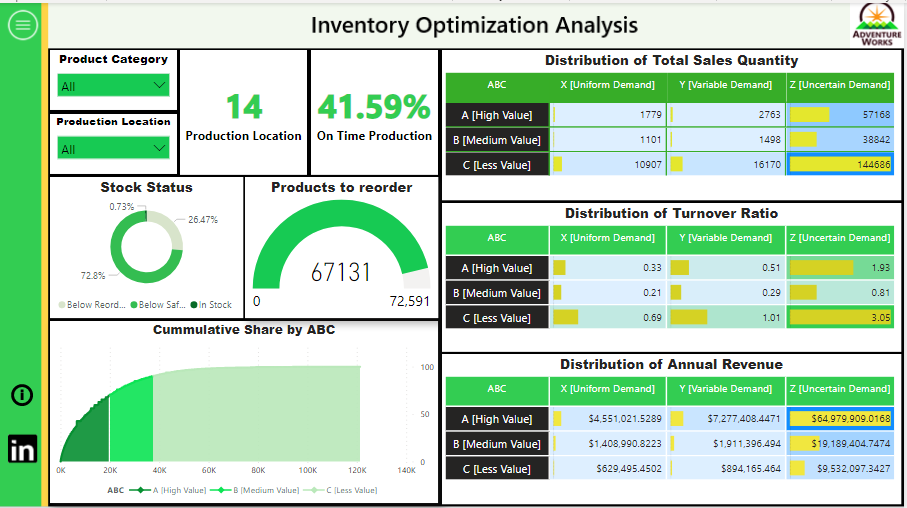 Inventory Optimization Analysis
ADVENTURE
WORKS
Product Category
All
Production Location
All
14
Production Location
41.59%
On Time Production
Stock Status
0.73%
26.47%
72.8%
Below Reord... Below Saf... In Stock
Products to reorder
67131
0 72,591
Cummulative Share by ABC
100
50
0
0K 20K 40K 60K 80K 100K 120K 140K
ABC A [High Value] B [Medium Value] C [Less Value]
Distribution of Total Sales Quantity
ABC X [Uniform Demand] Y [Variable Demand] Z [Uncertain Demand]
A [High Value] 1779 2763 57168
B [Medium Value] 1101 1498 38842
C [Less Value] 10907 16170 144686
Distribution of Turnover Ratio
ABC X [Uniform Demand] Y [Variable Demand] Z [Uncertain Demand]
A [High Value] 0.33 0.51 1.93
B [Medium Value] 0.21 0.29 0.81
C [Less Value] 0.69 1.01 3.05
Distribution of Annual Revenue
ABC X [Uniform Demand] Y [Variable Demand] Z [Uncertain Demand]
A [High Value] $4,551,021.5289 $7,277,408.4471 $64,979,909.0168
B [Medium Value] $1,408,990.8223 $1,911,396.494 $19,189,404.7474
C [Less Value] $629,495.4502 $894,165.464 $9,532,097.3427
in